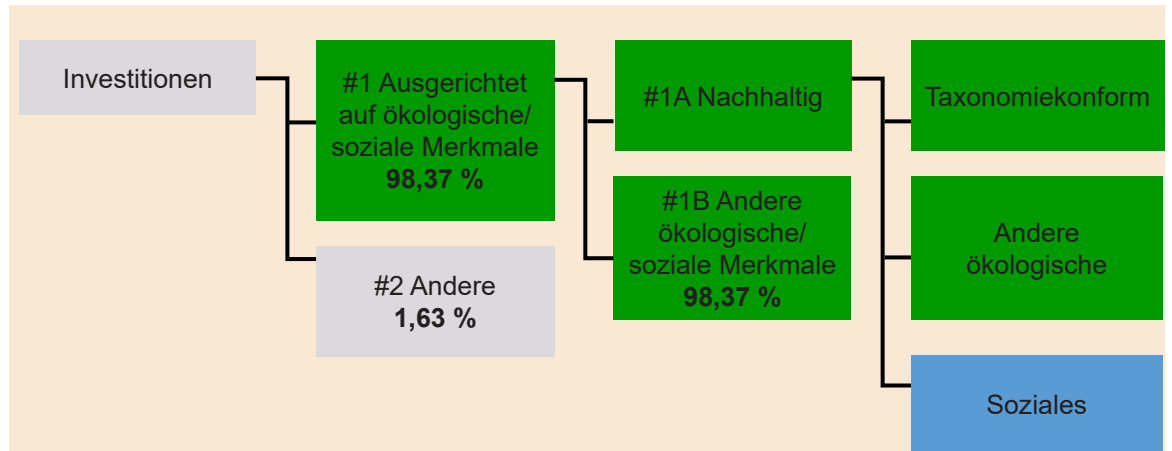 Investitionen
#1 Ausgerichtet
auf ökologische/
soziale Merkmale
98,37 %
#2 Andere
1,63 %
#1A Nachhaltig
#1B Andere
ökologische/
soziale Merkmale
98,37 %
Taxonomiekonform
Andere
ökologische
Soziales